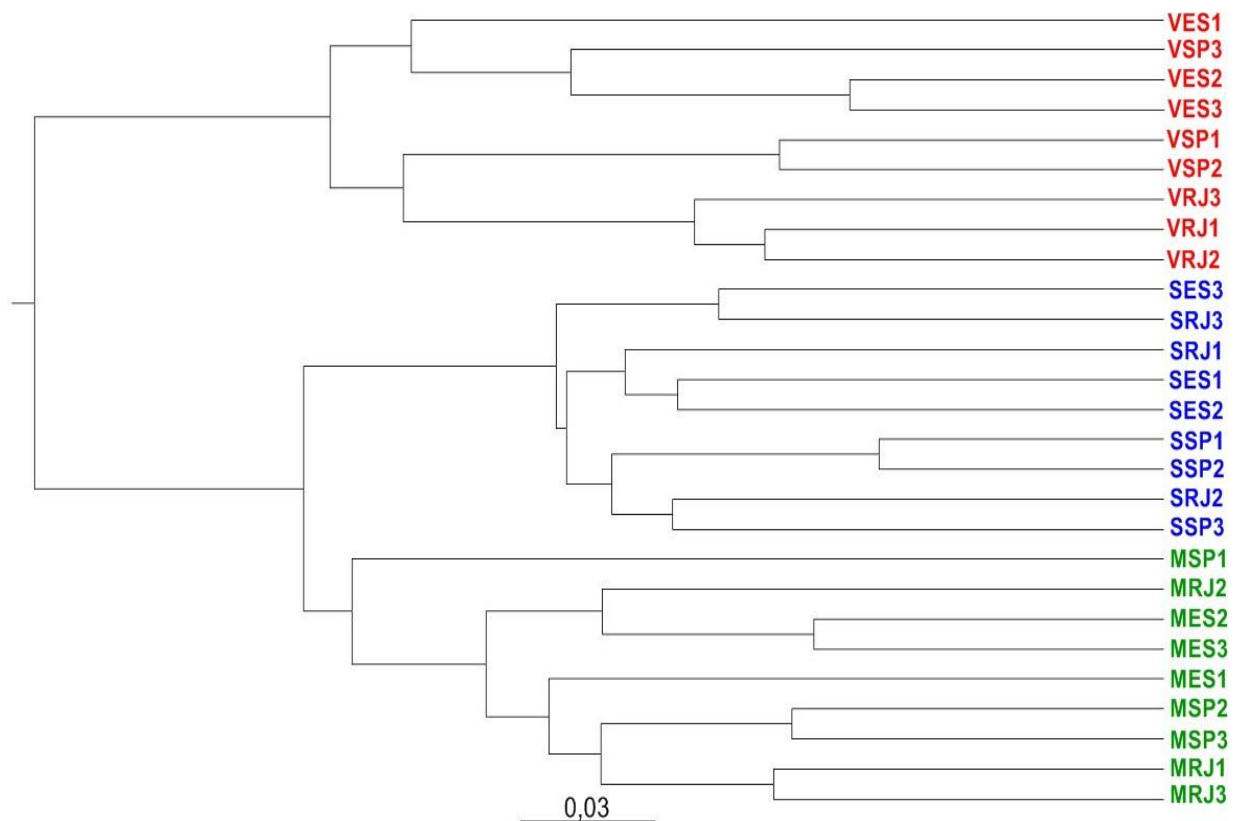 VES1
VSP3
VES2
VES3
VSP1
VSP2
VRJ3
VRJ1
VRJ2
SES3
SRJ3
SRJ1
SES1
SES2
SSP1
SSP2
SRJ2
SSP3
MSP1
MRJ2
MES2
MES3
MES1
MSP2
MSP3
MRJ1
MRJ3
0,03